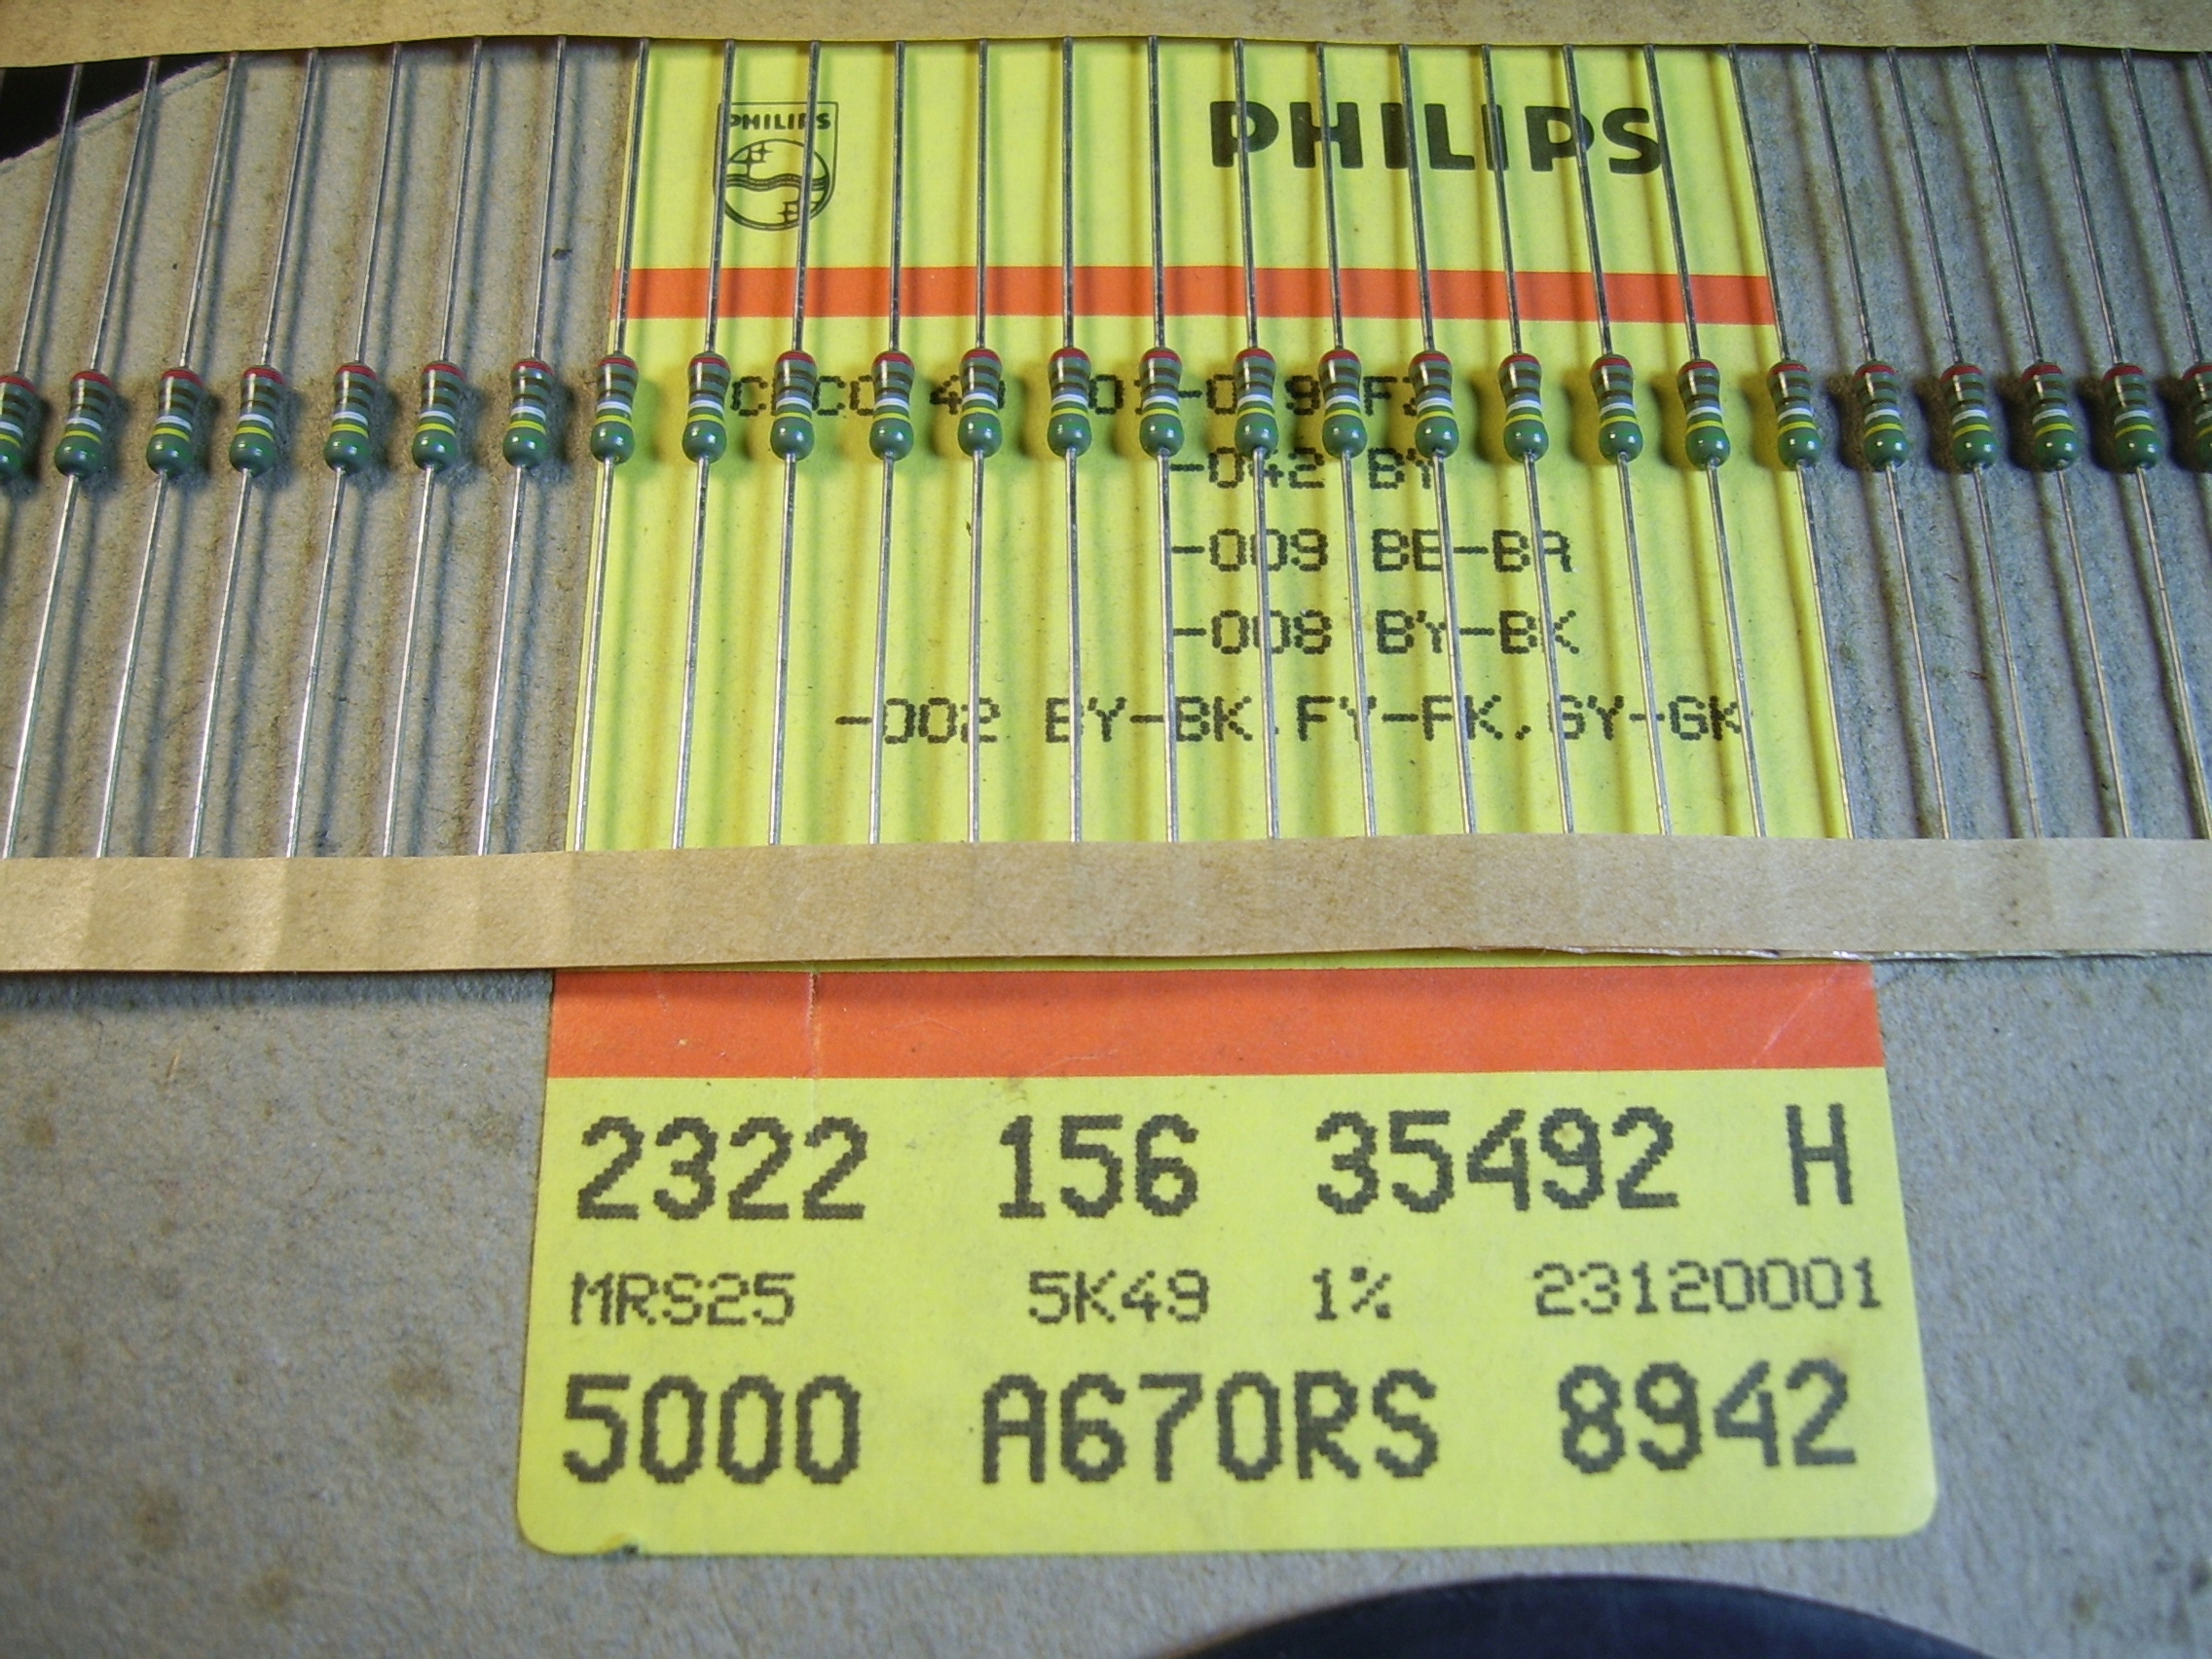 PHILIPS
PHILIPS
-042 BY
-009 BE-BA
-008 BY-BK
-002 BY-BK,FY-FK,GY-GK
2322 156 35492 H
MRS25 5K49 1% 23120001
5000 A670RS 8942